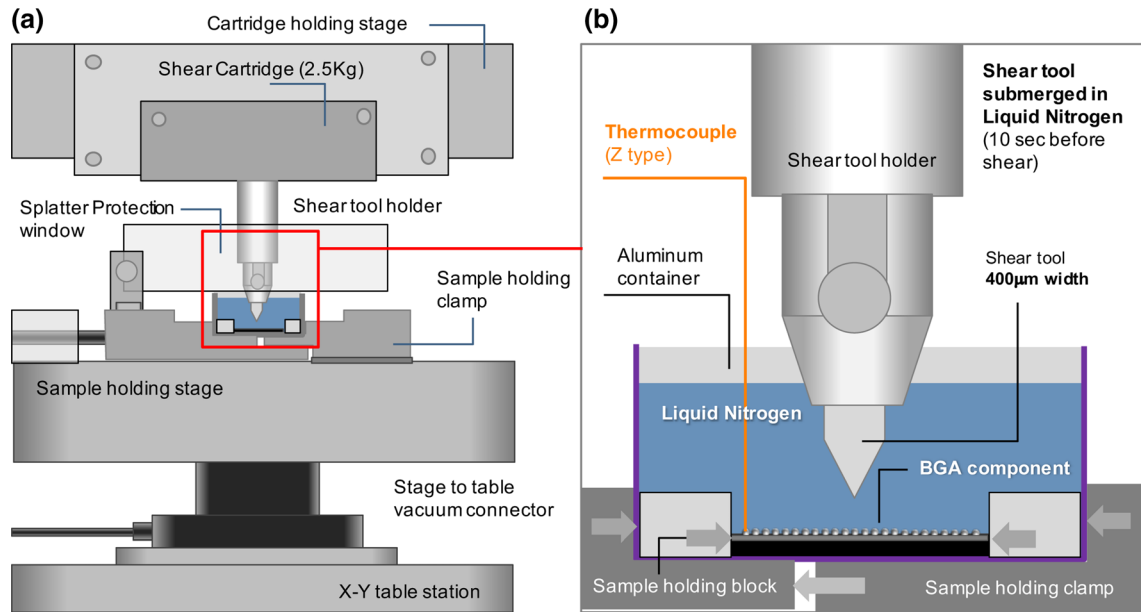 (a)
Cartridge holding stage
Shear Cartridge (2.5Kg)
Splatter Protection
window
Shear tool holder
Sample holding
clamp
Sample holding stage
Stage to table
vacuum connector
X-Y table station
(b)
Shear tool
submerged in
Liquid Nitrogen
(10 sec before
shear)
Thermocouple
(Z type)
Shear tool holder
Aluminum
container
Shear tool
400µm width
Liquid Nitrogen
BGA component
Sample holding block
Sample holding clamp